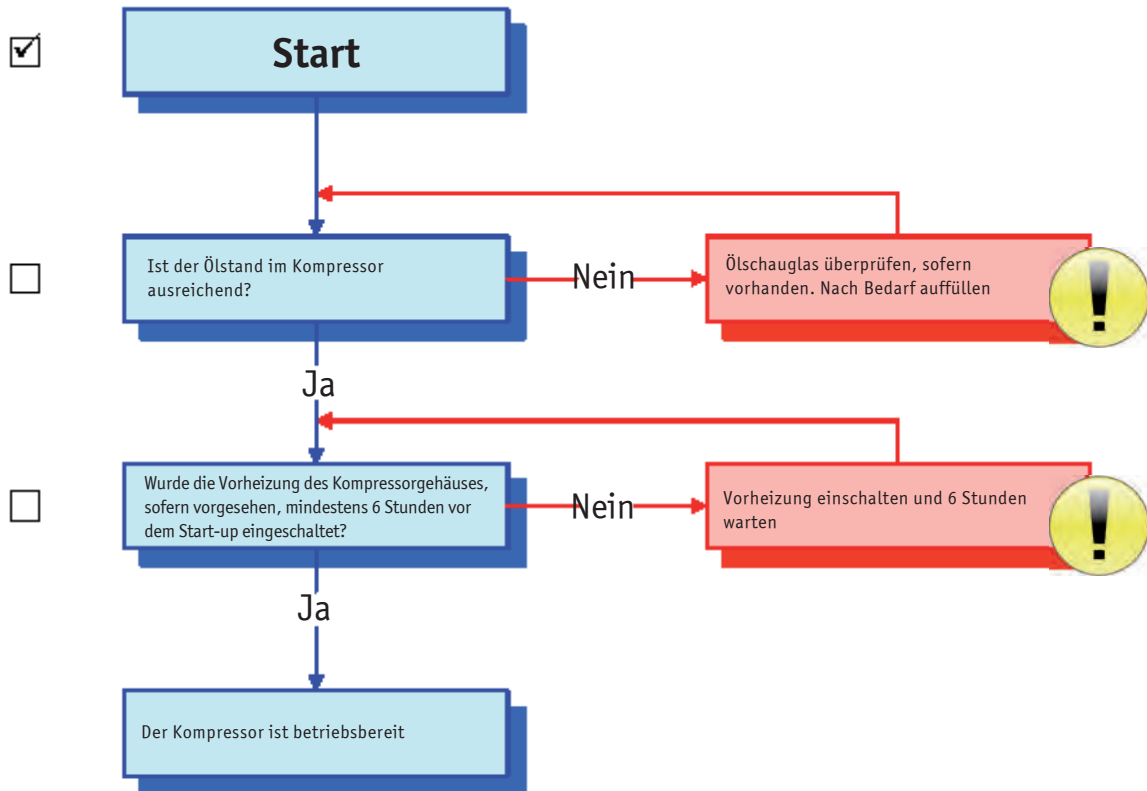 Start
Ist der Ölstand im Kompressor
ausreichend?
Nein
Ölschauglas überprüfen, sofern
vorhanden. Nach Bedarf auffüllen
Ja
Wurde die Vorheizung des Kompressorgehäuses,
sofern vorgesehen, mindestens 6 Stunden vor
dem Start-up eingeschaltet?
Nein
Vorheizung einschalten und 6 Stunden
warten
Ja
Der Kompressor ist betriebsbereit